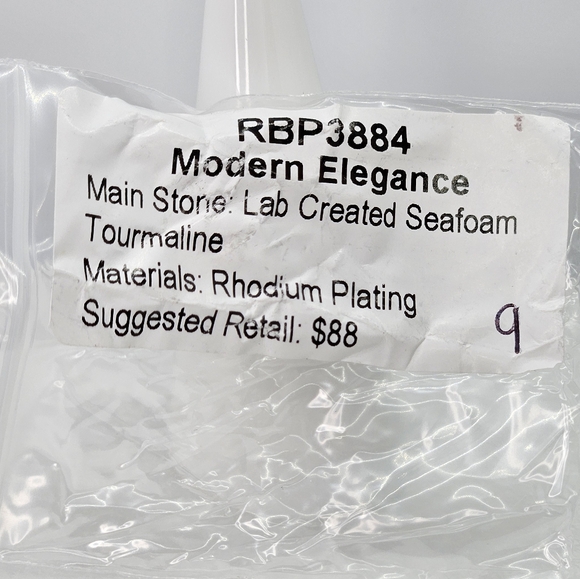 RBP3884
Modern Elegance
Main Stone: Lab Created Seafoam
Tourmaline
Materials: Rhodium Plating
Suggested Retail: $88
9